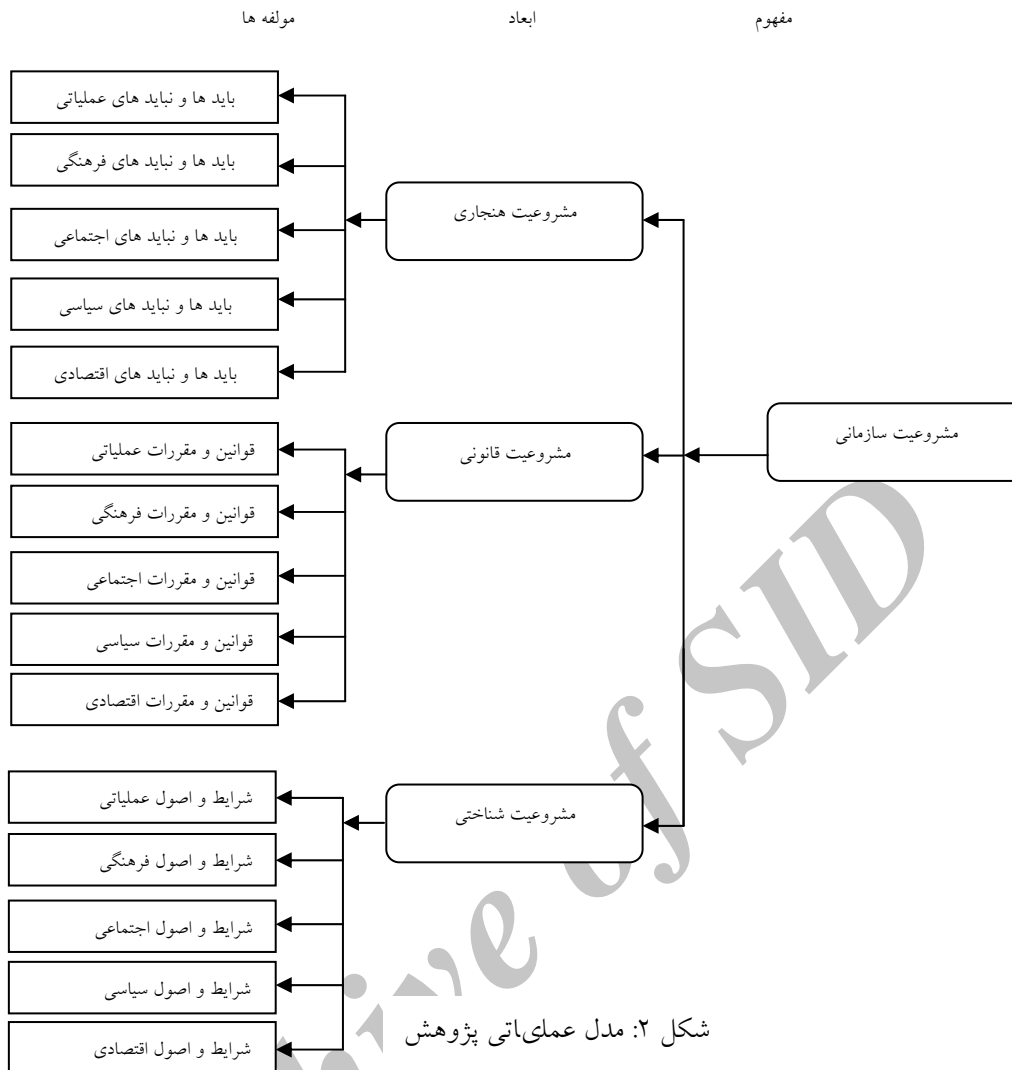 مفهوم
ابعاد
مولفه ها
مشروعیت سازمانی
مشروعیت هنجاری
باید ها و نباید های عملیاتی
باید ها و نباید های فرهنگی
باید ها و نباید های اجتماعی
باید ها و نباید های سیاسی
باید ها و نباید های اقتصادی
مشروعیت قانونی
قوانین و مقررات عملیاتی
قوانین و مقررات فرهنگی
قوانین و مقررات اجتماعی
قوانین و مقررات سیاسی
قوانین و مقررات اقتصادی
مشروعیت شناختی
شرایط و اصول عملیاتی
شرایط و اصول فرهنگی
شرایط و اصول اجتماعی
شرایط و اصول سیاسی
شرایط و اصول اقتصادی
شکل ۲: مدل عملیاتی پژوهش
ive of SID